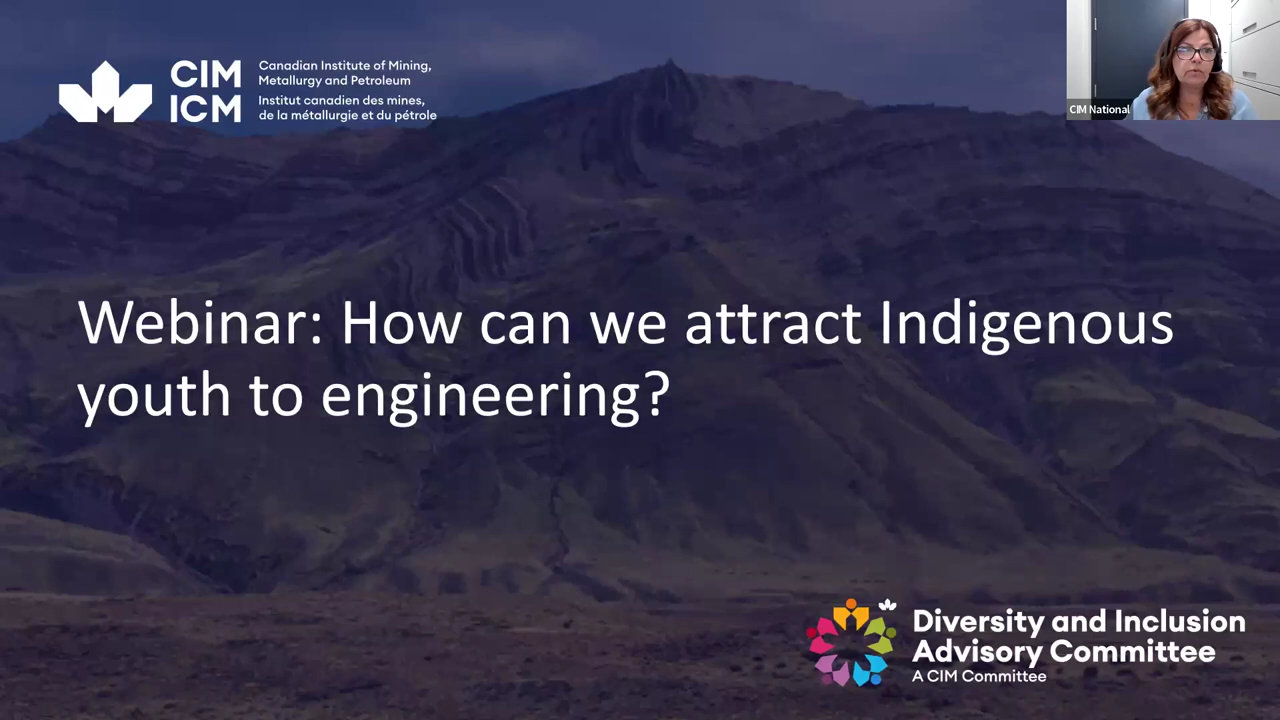 CIM
ICM
Canadian Institute of Mining,
Metallurgy and Petroleum
Institut canadien des mines,
de la métallurgie et du pétrole
CIM National
Webinar: How can we attract Indigenous
youth to engineering?
Diversity and Inclusion
Advisory Committee
A CIM Committee